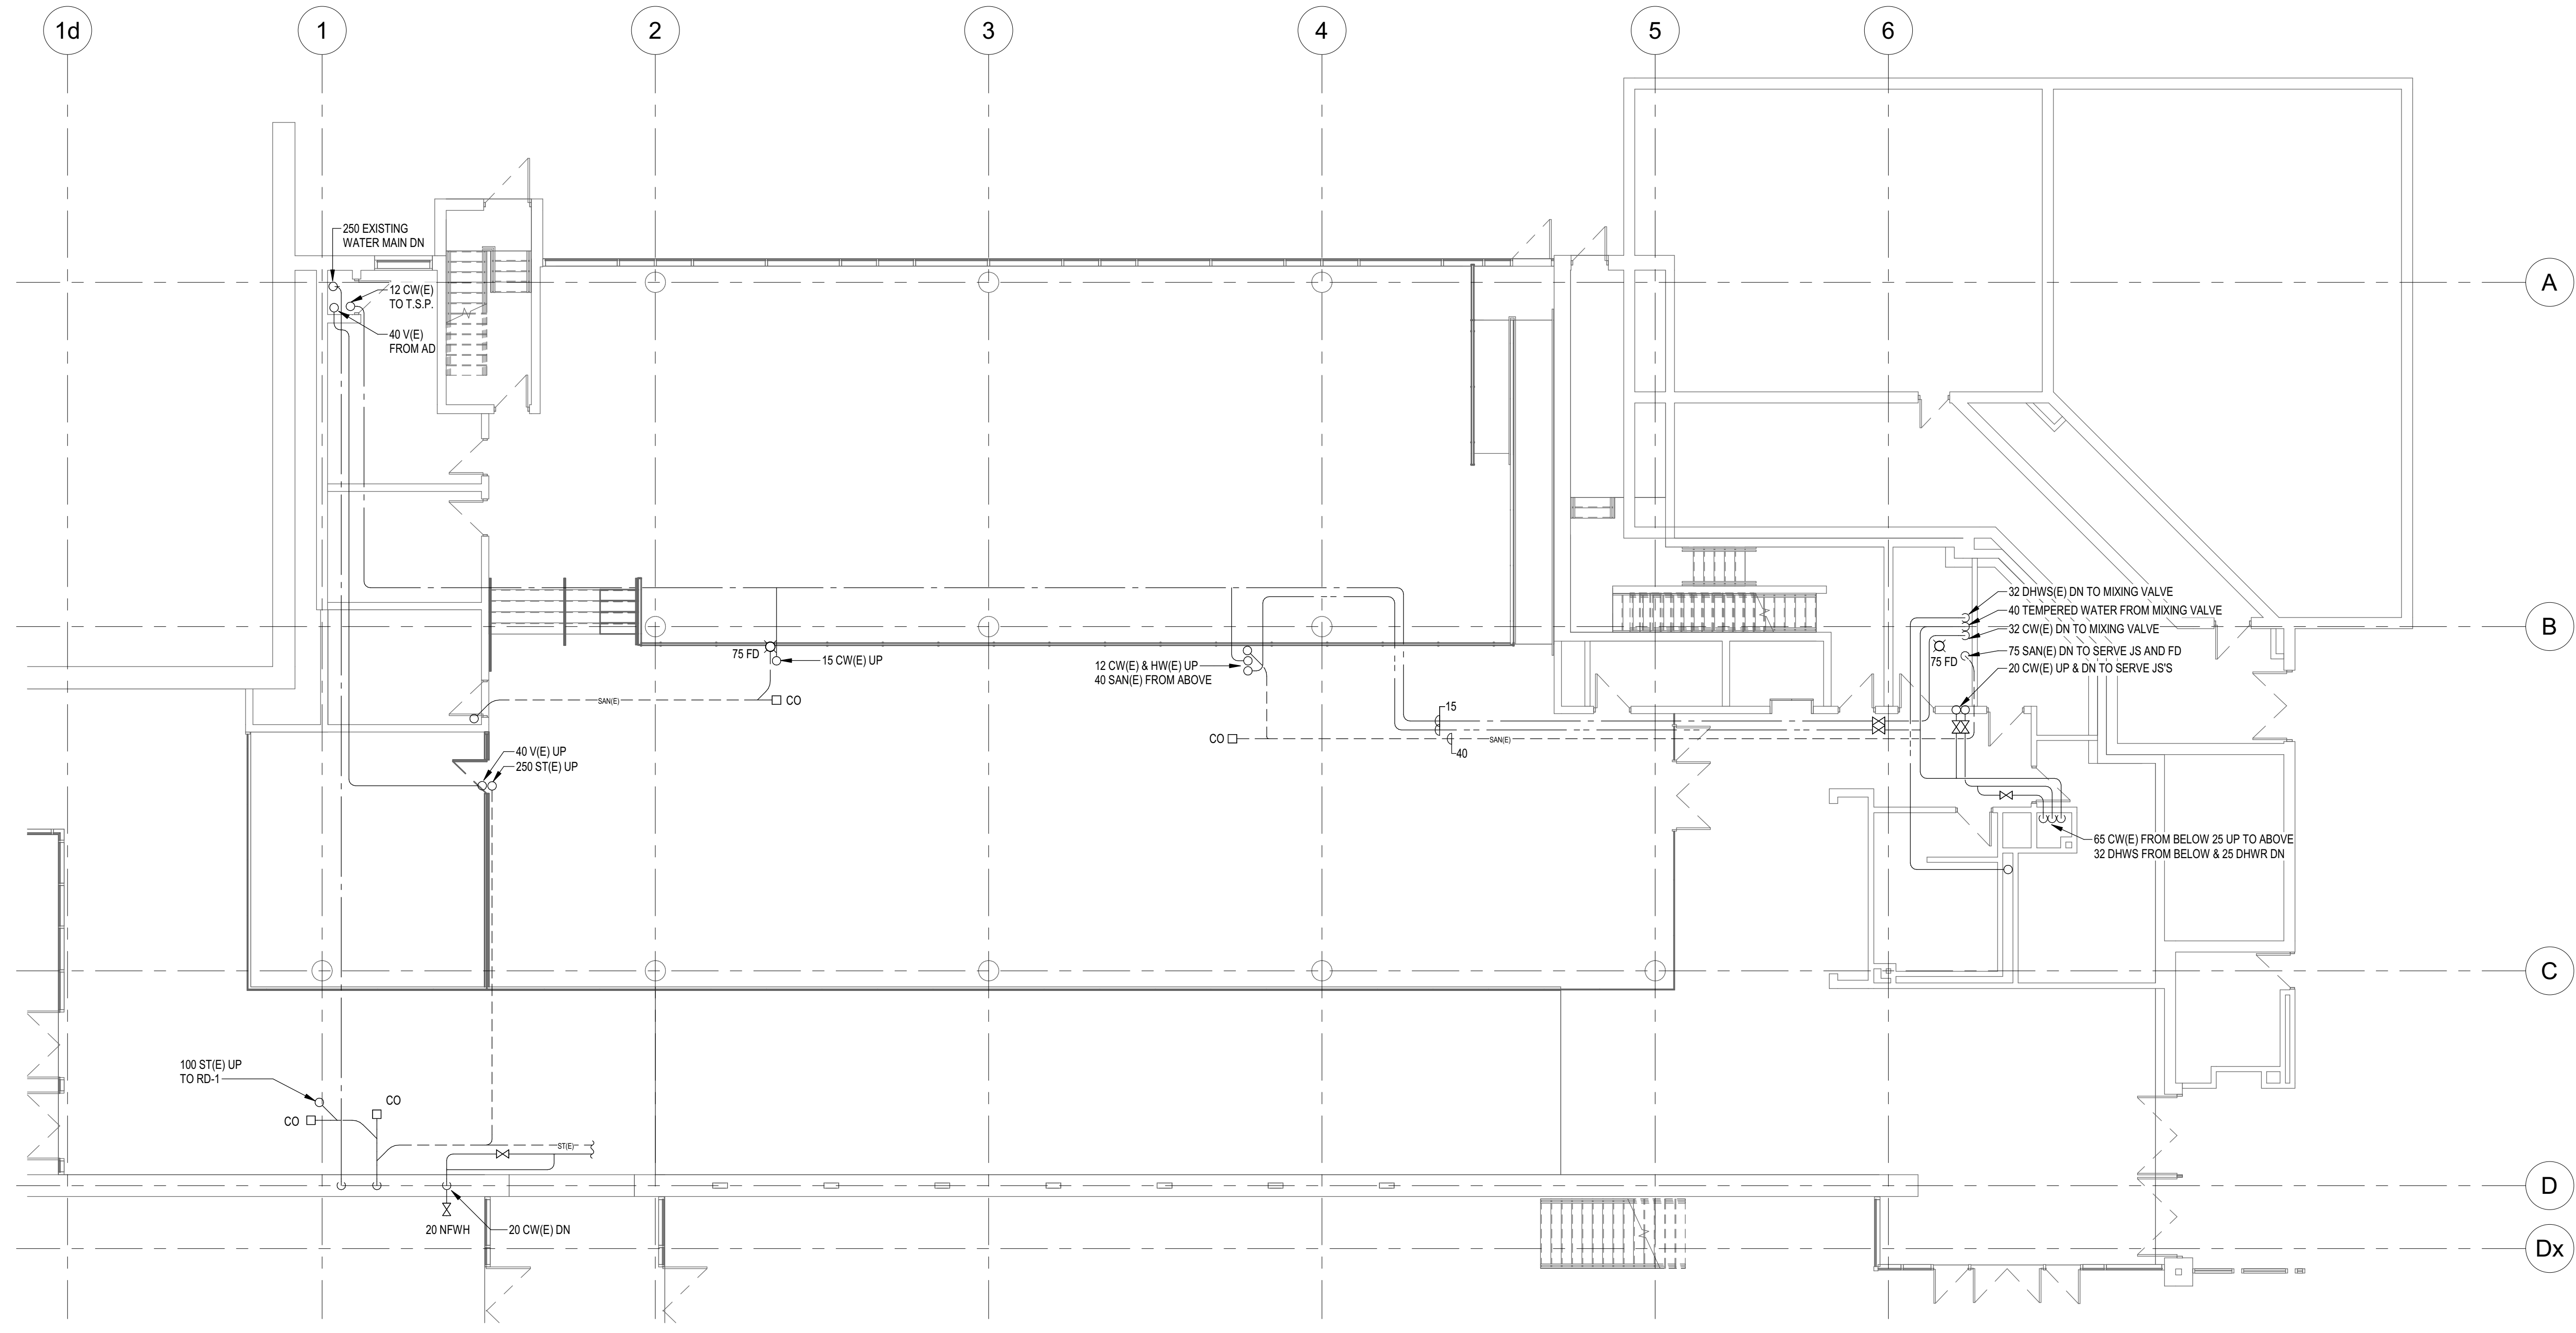 1d
1
2
3
4
5
6
250 EXISTING
WATER MAIN DN
A
12 CW(E)
TO T.S.P.
40 V(E)
FROM AD
32 DHWS(E) DN TO MIXING VALVE
40 TEMPERED WATER FROM MIXING VALVE
B
32 CW(E) DN TO MIXING VALVE
75 FD
15 CW(E) UP
12 CW(E) & HW(E) UP
40 SAN(E) FROM ABOVE
75 FD
75 SAN(E) DN TO SERVE JS AND FD
20 CW(E) UP & DN TO SERVE JS'S
SAN(E)
CO
15
CO
SAN(E)
40
40 V(E) UP
250 ST(E) UP
65 CW(E) FROM BELOW 25 UP TO ABOVE
32 DHWS FROM BELOW & 25 DHWR DN
C
100 ST(E) UP
TO RD-1
CO
CO
ST(E)
D
20 NFWH
20 CW(E) DN
Dx